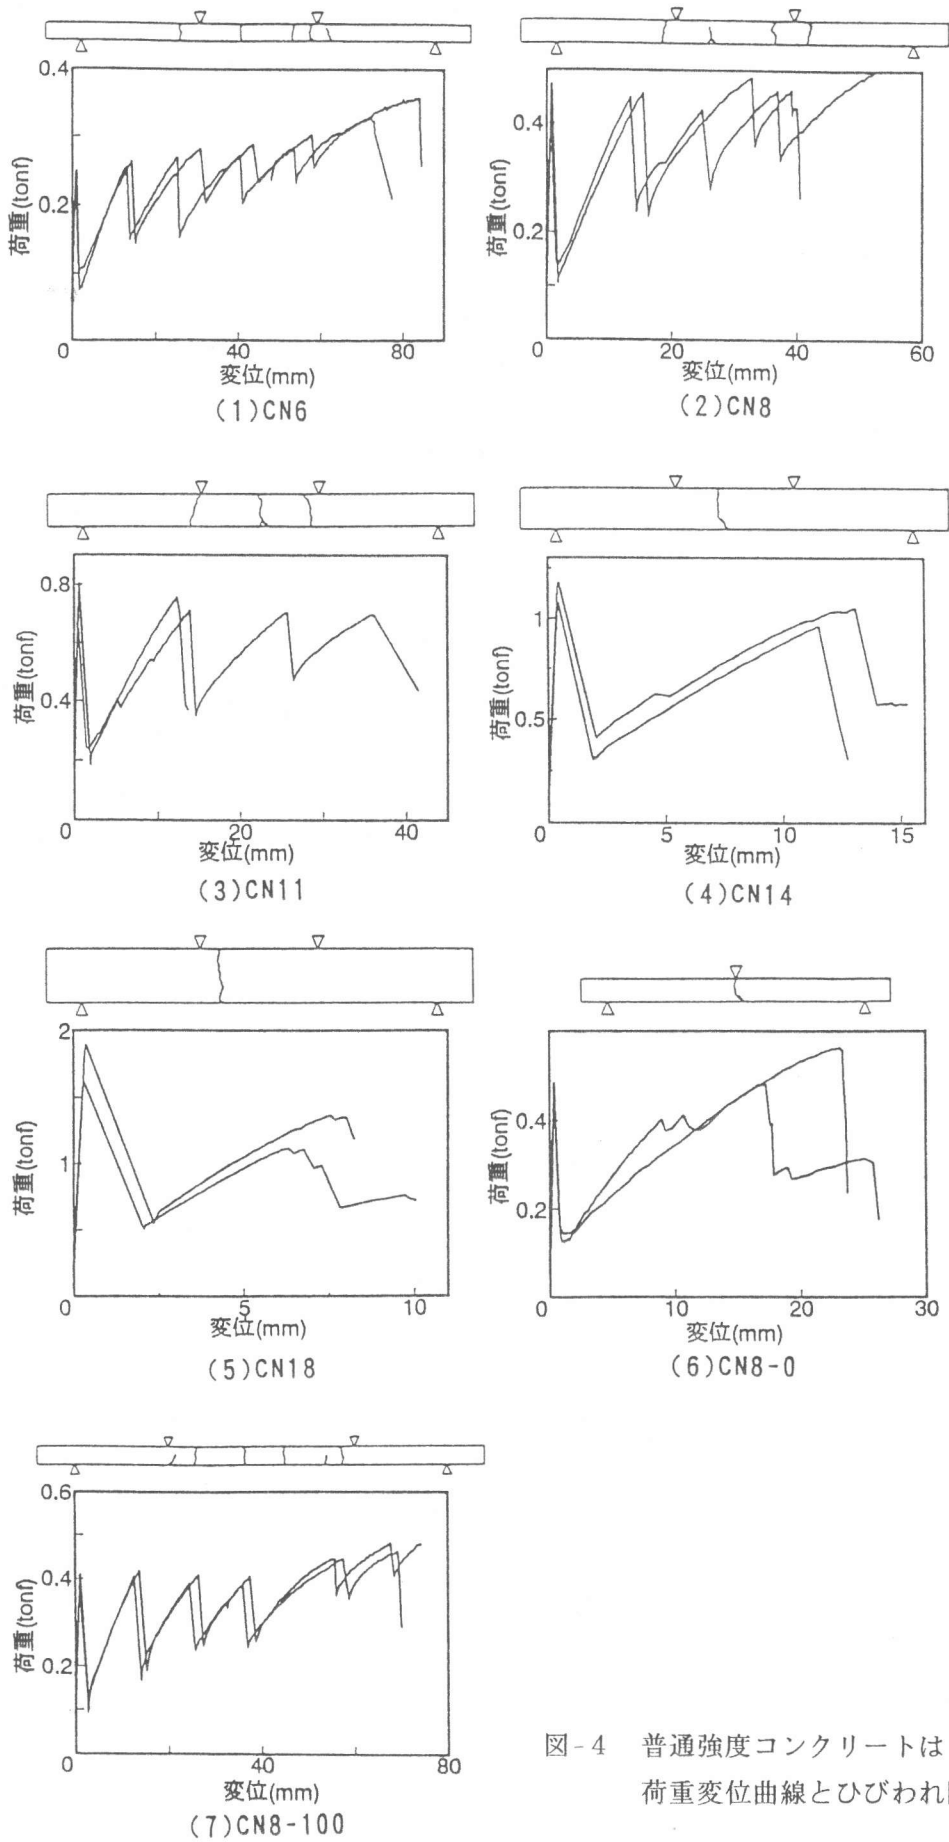 0.4
0.2
0
40
80
荷重(tonf)
変位(mm)
(1)CN6
0.4
0.2
0
20
40
60
荷重(tonf)
変位(mm)
(2)CN8
0.8
0.4
0
20
40
荷重(tonf)
変位(mm)
(3)CN11
1
0.5
0
5
10
15
荷重(tonf)
変位(mm)
(4)CN14
2
1
0
5
10
荷重(tonf)
変位(mm)
(5)CN18
0.4
0.2
0
10
20
30
荷重(tonf)
変位(mm)
(6)CN8-0
0.6
0.4
0.2
0
40
80
荷重(tonf)
変位(mm)
(7)CN8-100
図-4 普通強度コンクリートは
荷重変位曲線とひびわれ